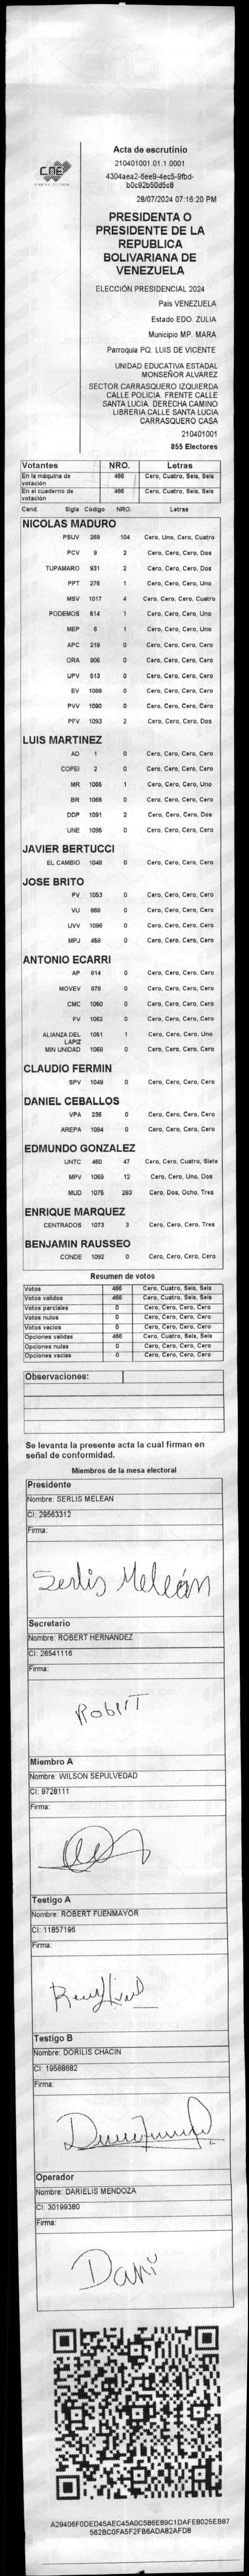 CNE
Acta de escrutinio
210401001.01.1.0001
4304aea2-6ee9-4ec5-9fbd-
b0c92b50d5c8
28/07/2024 07:16:20 PM
PRESIDENTA O
PRESIDENTE DE LA
REPUBLICA
BOLIVARIANA DE
VENEZUELA
ELECCIÓN PRESIDENCIAL 2024
Pais VENEZUELA
Estado EDO. ZULIA
Municipio MP. MARA
Parroquia PQ. LUIS DE VICENTE
UNIDAD EDUCATIVA ESTADAL
MONSEÑOR ALVAREZ
SECTOR CARRASQUERO IZQUIERDA
CALLE POLICIA. FRENTE CALLE
SANTA LUCIA. DERECHA CAMINO
LIBRERIA CALLE SANTA LUCIA
CARRASQUERO CASA
210401001
855 Electores
Votantes NRO. Letras
En la máquina de votación 466 Cero, Cuatro, Seis, Seis
En el cuaderno de votación 466 Cero, Cuatro, Seis, Seis
Cand. Sigla Código NRO. Letras
NICOLAS MADURO
PSUV 269 104 Cero, Uno, Cero, Cuatro
PCV 9 2 Cero, Cero, Cero, Dos
TUPAMARO 931 2 Cero, Cero, Cero, Dos
PPT 276 1 Cero, Cero, Cero, Uno
MSV 1017 4 Cero, Cero, Cero, Cuatro
PODEMOS 514 1 Cero, Cero, Cero, Uno
MEP 6 1 Cero, Cero, Cero, Uno
APC 219 0 Cero, Cero, Cero, Cero
ORA 906 0 Cero, Cero, Cero, Cero
UPV 513 0 Cero, Cero, Cero, Cero
EV 1089 0 Cero, Cero, Cero, Cero
PVV 1090 0 Cero, Cero, Cero, Cero
PFV 1093 2 Cero, Cero, Cero, Dos
LUIS MARTINEZ
AD 1 0 Cero, Cero, Cero, Cero
COPEI 2 0 Cero, Cero, Cero, Cero
MR 1065 1 Cero, Cero, Cero, Uno
BR 1066 0 Cero, Cero, Cero, Cero
DDP 1091 2 Cero, Cero, Cero, Dos
UNE 1095 0 Cero, Cero, Cero, Cero
JAVIER BERTUCCI
EL CAMBIO 1048 0 Cero, Cero, Cero, Cero
JOSE BRITO
PV 1053 0 Cero, Cero, Cero, Cero
VU 868 0 Cero, Cero, Cero, Cero
UVV 1096 0 Cero, Cero, Cero, Cero
MPJ 458 0 Cero, Cero, Cero, Cero
ANTONIO ECARRI
AP 814 0 Cero, Cero, Cero, Cero
MOVEV 878 0 Cero, Cero, Cero, Cero
CMC 1050 0 Cero, Cero, Cero, Cero
FV 1052 0 Cero, Cero, Cero, Cero
ALIANZA DEL LAPIZ 1051 1 Cero, Cero, Cero, Uno
MIN UNIDAD 1068 0 Cero, Cero, Cero, Cero
CLAUDIO FERMIN
SPV 1049 0 Cero, Cero, Cero, Cero
DANIEL CEBALLOS
VPA 236 0 Cero, Cero, Cero, Cero
AREPA 1094 0 Cero, Cero, Cero, Cero
EDMUNDO GONZALEZ
UNTC 460 47 Cero, Cero, Cuatro, Siete
MPV 1069 12 Cero, Cero, Uno, Dos
MUD 1075 283 Cero, Dos, Ocho, Tres
ENRIQUE MARQUEZ
CENTRADOS 1073 3 Cero, Cero, Cero, Tres
BENJAMIN RAUSSEO
CONDE 1092 0 Cero, Cero, Cero, Cero
Resumen de votos
Votos 466 Cero, Cuatro, Seis, Seis
Votos validos 466 Cero, Cuatro, Seis, Seis
Votos parciales 0 Cero, Cero, Cero, Cero
Votos nulos 0 Cero, Cero, Cero, Cero
Votos vacios 0 Cero, Cero, Cero, Cero
Opciones validas 466 Cero, Cuatro, Seis, Seis
Opciones nulas 0 Cero, Cero, Cero, Cero
Opciones vacias 0 Cero, Cero, Cero, Cero
Observaciones:
Se levanta la presente acta la cual firman en
señal de conformidad.
Miembros de la mesa electoral
Presidente
Nombre: SERLIS MELEAN
CI: 29563312
Firma:
Serlis Meleán
Secretario
Nombre: ROBERT HERNANDEZ
CI: 26541116
Firma:
Robert
Miembro A
Nombre: WILSON SEPULVEDAD
CI: 9728111
Firma:
Testigo A
Nombre: ROBERT FUENMAYOR
CI: 11857196
Firma:
Testigo B
Nombre: DORILIS CHACIN
CI: 19568682
Firma:
Operador
Nombre: DARIELIS MENDOZA
CI: 30199380
Firma:
Dari
A29406F0DED45AEC45A0C5B6E89C1DAFE8025EB87
562BC0FA5F2FB6ADA82AFD8